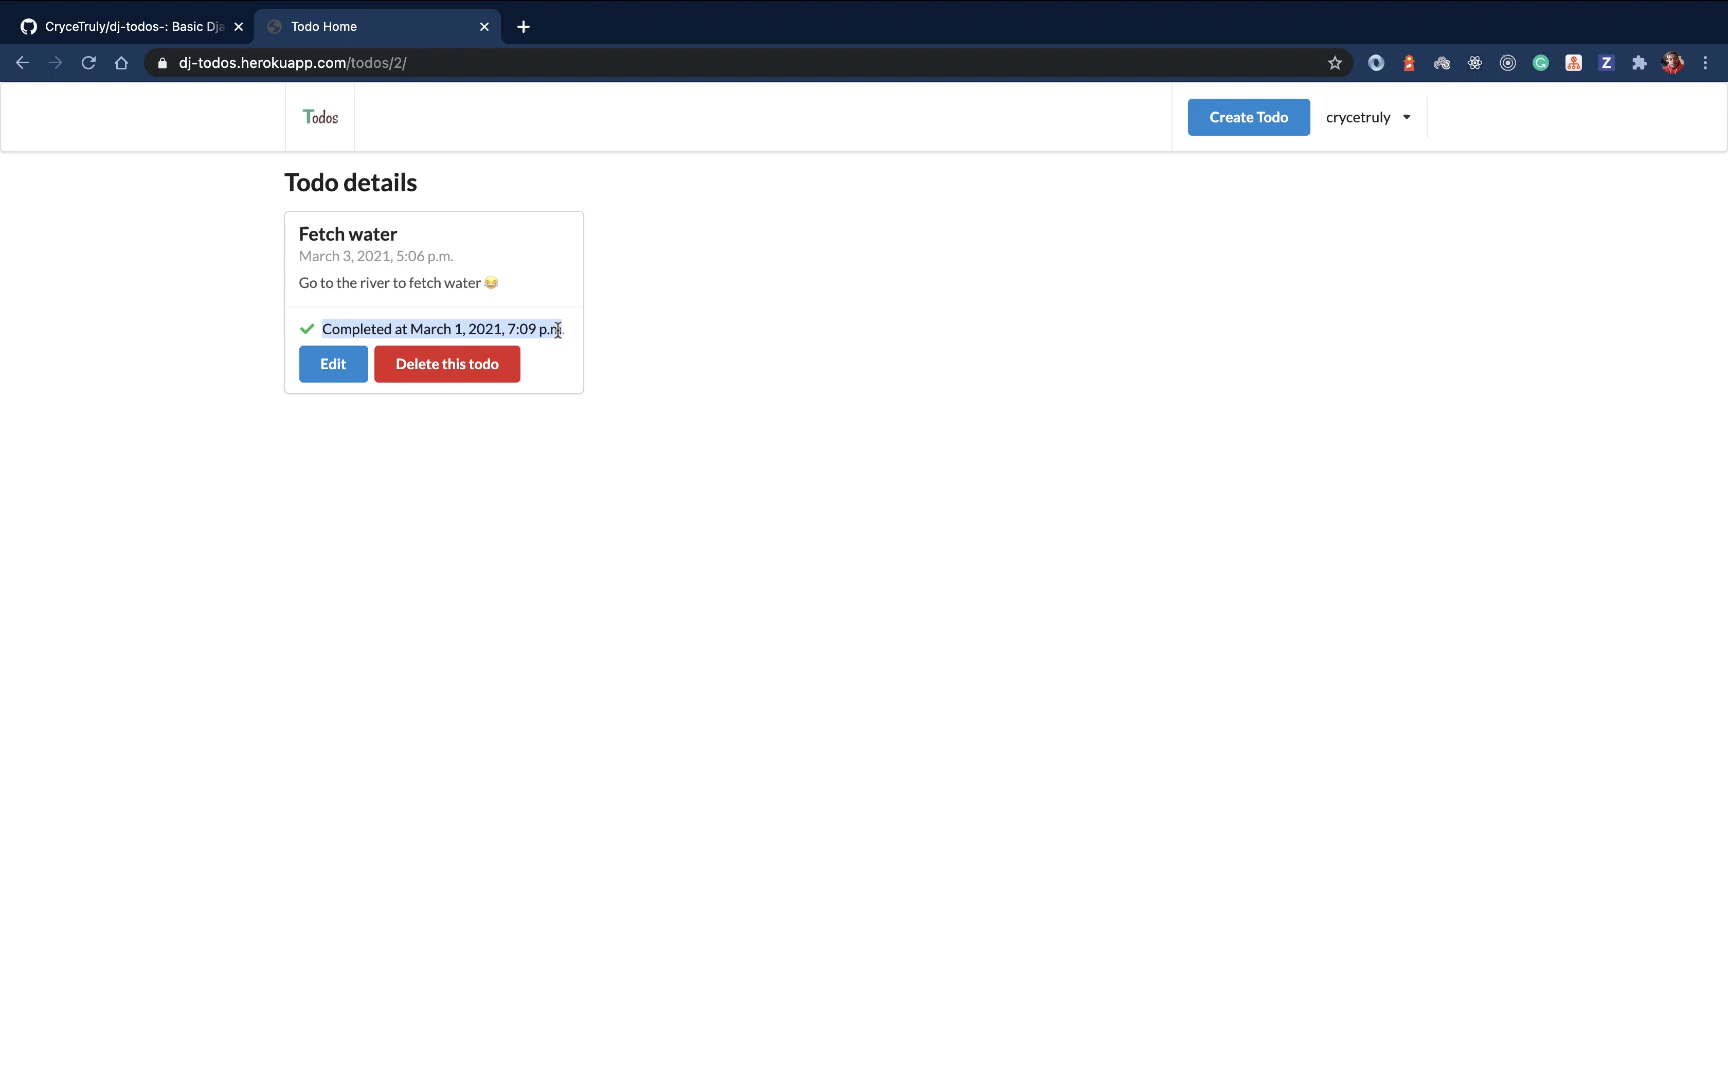 CryceTruly/dj-todos-: Basic Dja
Todo Home
dj-todos.herokuapp.com/todos/2/
Todos
Create Todo
crycetruly
Todo details
Fetch water
March 3, 2021, 5:06 p.m.
Go to the river to fetch water 😂
Completed at March 1, 2021, 7:09 p.m.
Edit
Delete this todo